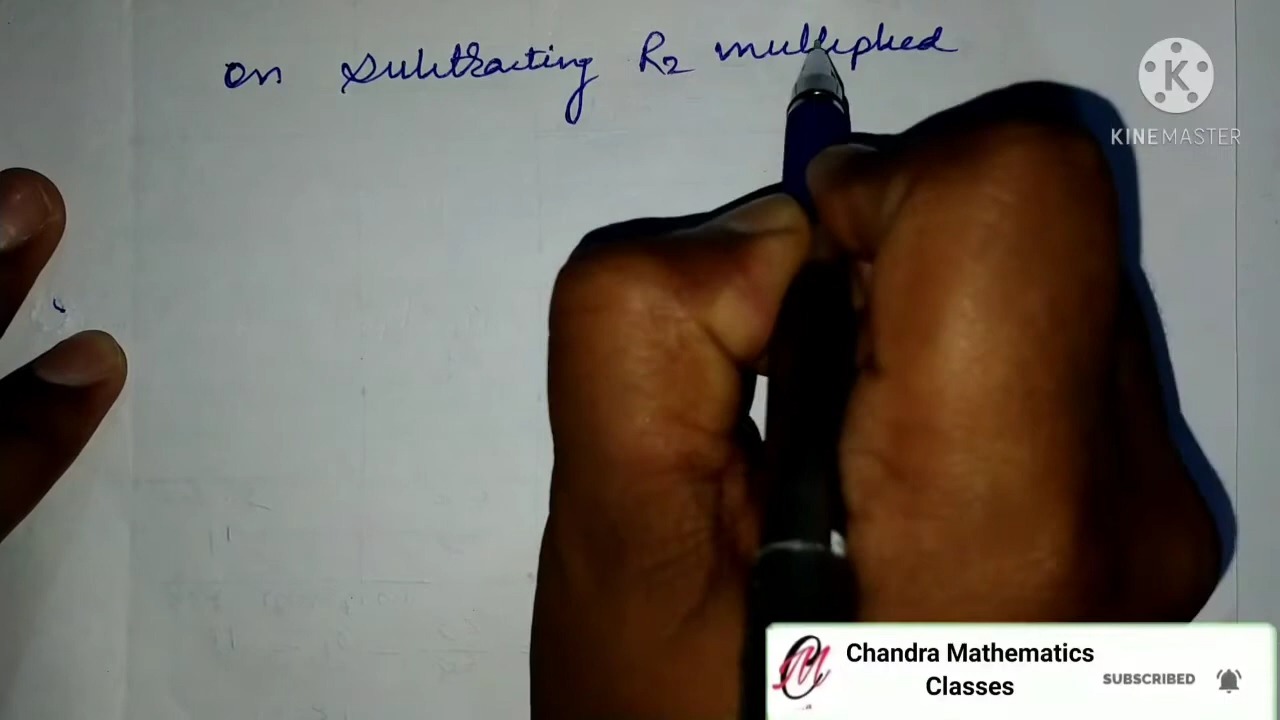 on subtracting R2 multiplied
K
KINEMASTER
Chandra Mathematics
Classes
SUBSCRIBED